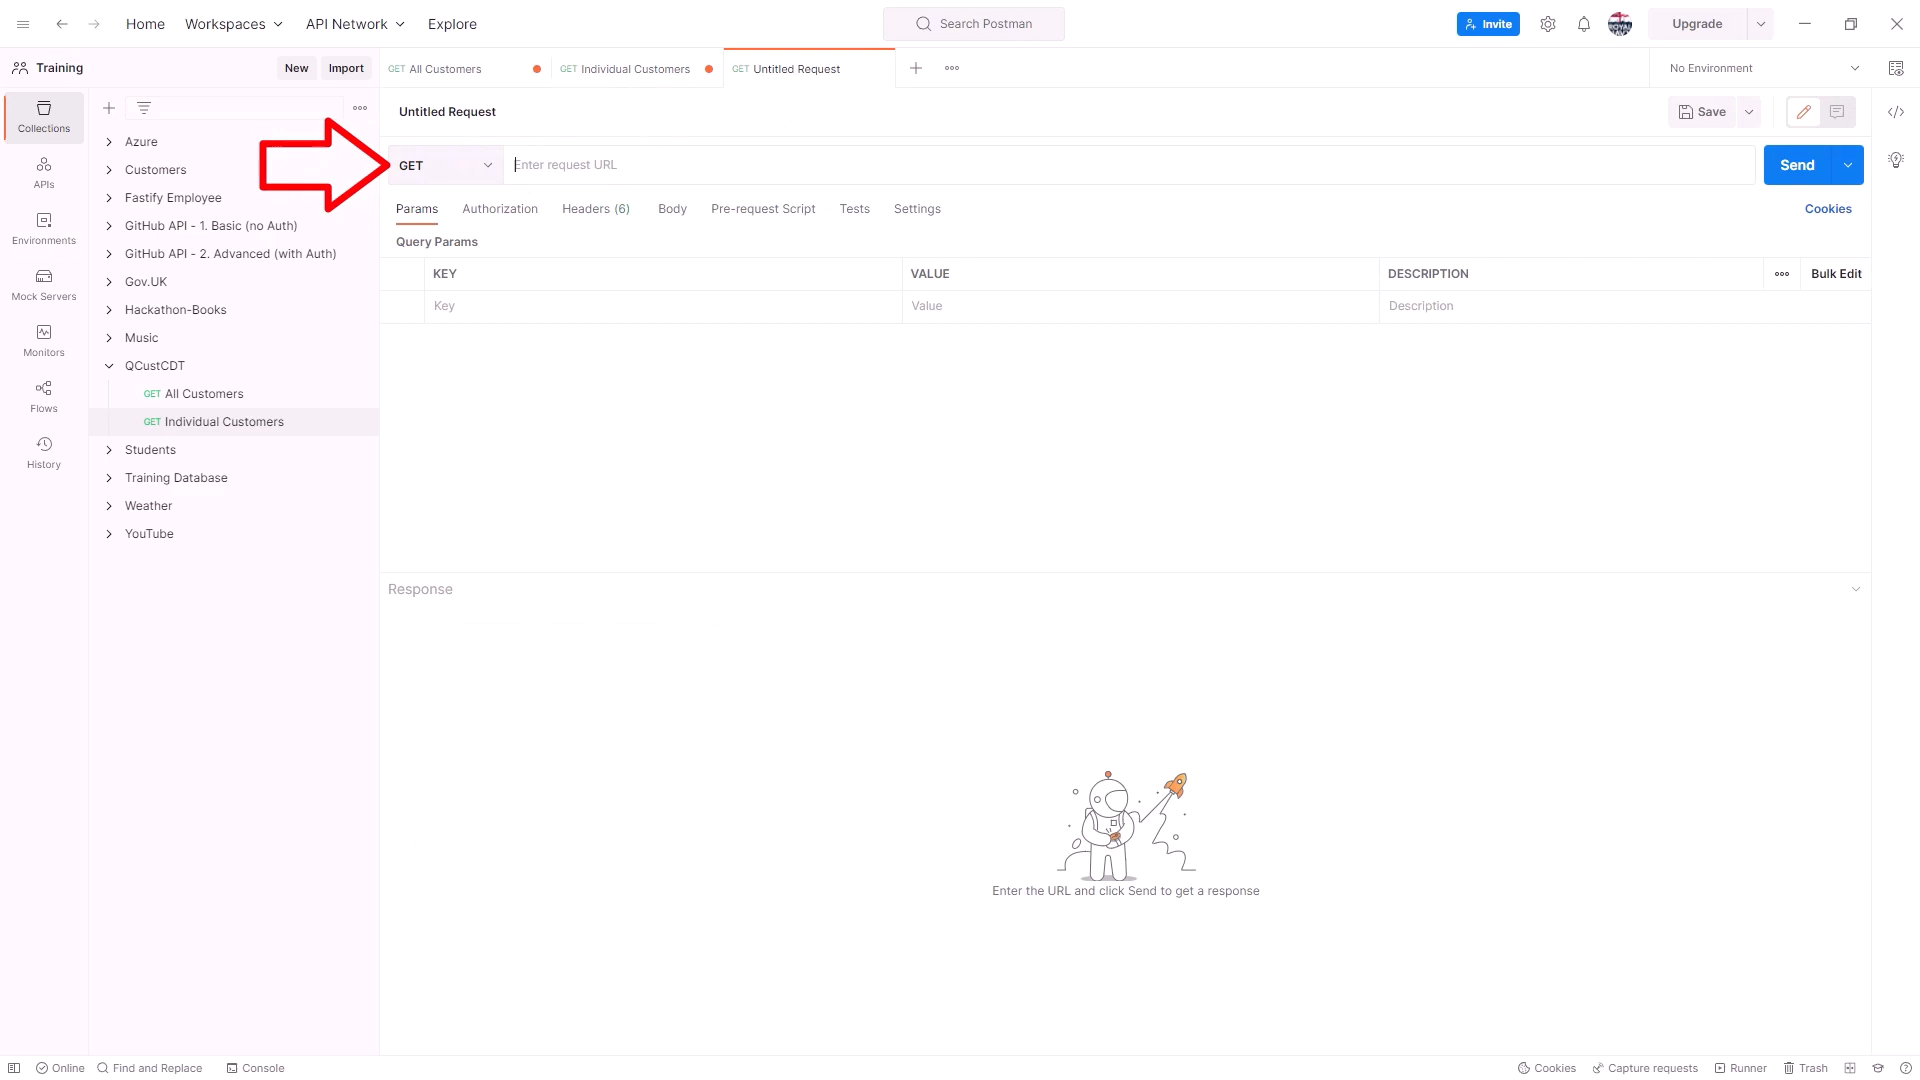 Home Workspaces API Network Explore Search Postman Invite Upgrade
Training New Import GET All Customers GET Individual Customers GET Untitled Request No Environment
Untitled Request Save
GET Enter request URL Send
Params Authorization Headers (6) Body Pre-request Script Tests Settings Cookies
Query Params
KEY VALUE DESCRIPTION Bulk Edit
Key Value Description
Collections
APIs
Environments
Mock Servers
Monitors
Flows
History
Azure
Customers
Fastify Employee
GitHub API - 1. Basic (no Auth)
GitHub API - 2. Advanced (with Auth)
Gov.UK
Hackathon-Books
Music
QCustCDT
GET All Customers
GET Individual Customers
Students
Training Database
Weather
YouTube
Response
Enter the URL and click Send to get a response
Online Find and Replace Console Cookies Capture requests Runner Trash